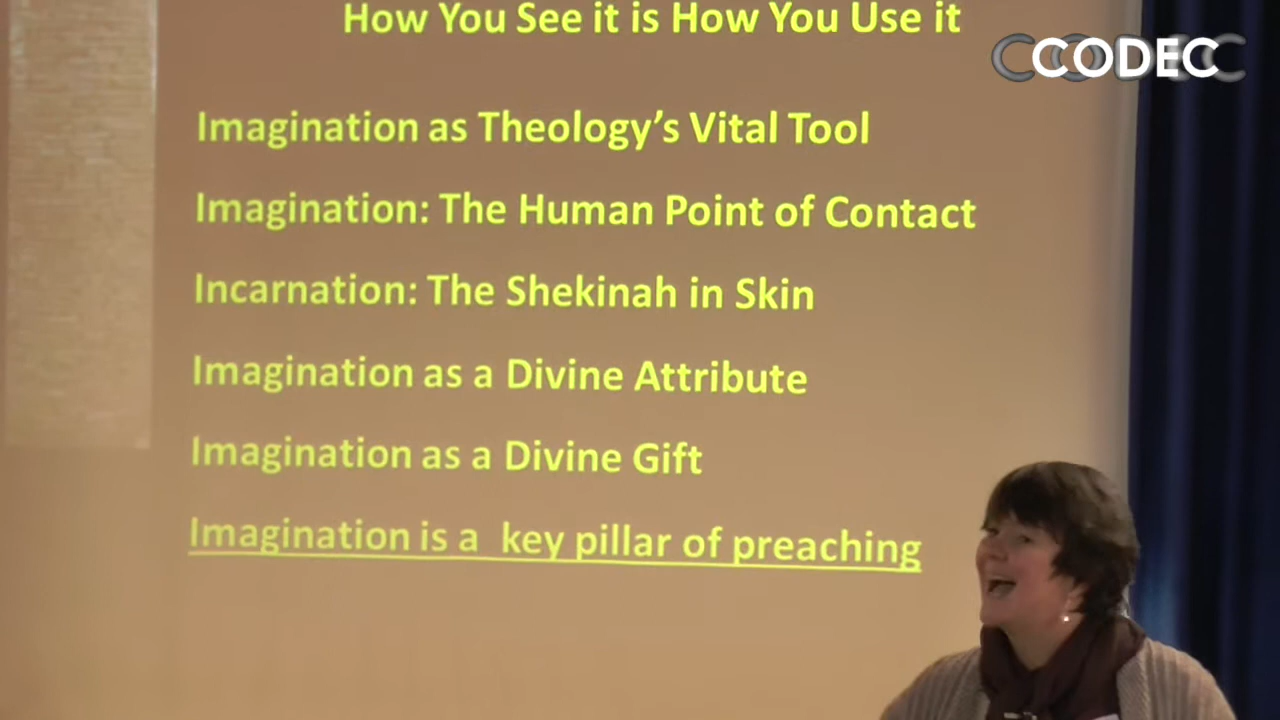 How You See it is How You Use it
CODEC
Imagination as Theology's Vital Tool
Imagination: The Human Point of Contact
Incarnation: The Shekinah in Skin
Imagination as a Divine Attribute
Imagination as a Divine Gift
Imagination is a key pillar of preaching